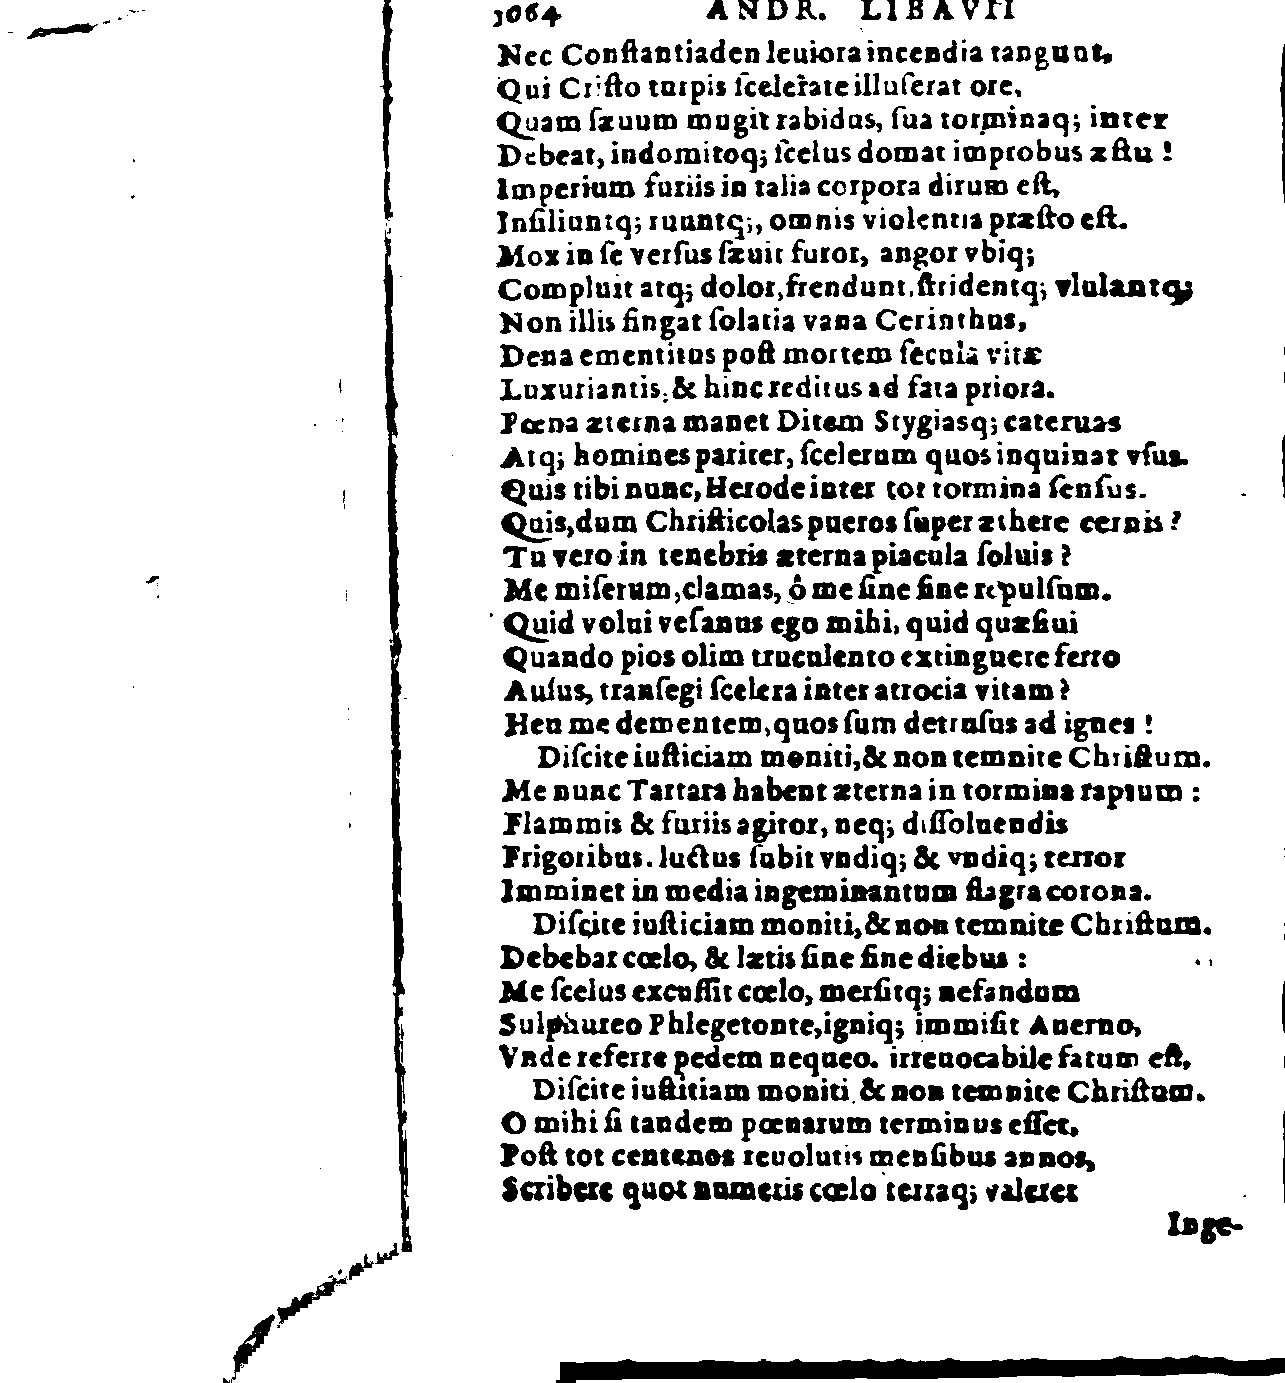 1064 ANDR. LIBAVII
Nec Conſtantiaden leuiora incendia tangunt,
Qui Criſto turpis ſcelerate illuſerat ore,
Quam ſæuum mugit rabidus, ſua torminaq; inter
Debeat, indomitoq; ſcelus domat improbus æſtu !
Imperium furiis in talia corpora dirum eſt,
Inſiliuntq; ruuntq;, omnis violentia præſto eſt.
Mox in ſe verſus ſæuit furor, angor vbiq;
Compluit atq; dolor, frendunt, ſtridentq; vlulantq;
Non illis fingat ſolatia vana Cerinthus,
Dena ementitus poſt mortem ſecula vitæ
Luxuriantis, & hinc reditus ad fata priora.
Pœna æterna manet Ditem Stygiasq; cateruas
Atq; homines pariter, ſcelerum quos inquinat vſus.
Quis tibi nunc, Herode inter tot tormina ſenſus.
Quis, dum Chriſticolas pueros ſuper æthere cernis ?
Tu vero in tenebris æterna piacula ſoluis ?
Me miſerum, clamas, ô me ſine fine repulſum.
Quid volui veſanus ego mihi, quid quæſiui
Quando pios olim truculento extinguere ferro
Auſus, tranſegi ſcelera inter atrocia vitam ?
Heu me dementem, quos ſum detruſus ad ignes !
Diſcite iuſticiam moniti, & non temnite Chriſtum.
Me nunc Tartara habent æterna in tormina raptum :
Flammis & furiis agitor, neq; diſſoluendis
Frigoribus. luctus ſubit vndiq; & vndiq; terror
Imminet in media ingeminantum flagra corona.
Diſcite iuſticiam moniti, & non temnite Chriſtum.
Debebar cœlo, & lætis ſine fine diebus :
Me ſcelus excuſſit cœlo, merſitq; nefandum
Sulphureo Phlegetonte, igniq; immiſit Auerno,
Vnde referre pedem nequeo. irreuocabile fatum eſt,
Diſcite iuſtitiam moniti, & non temnite Chriſtum.
O mihi ſi tandem pœnarum terminus eſſet,
Poſt tot centenos reuolutis menſibus annos,
Scribere quot numeris cœlo terraq; valeret
Inge-